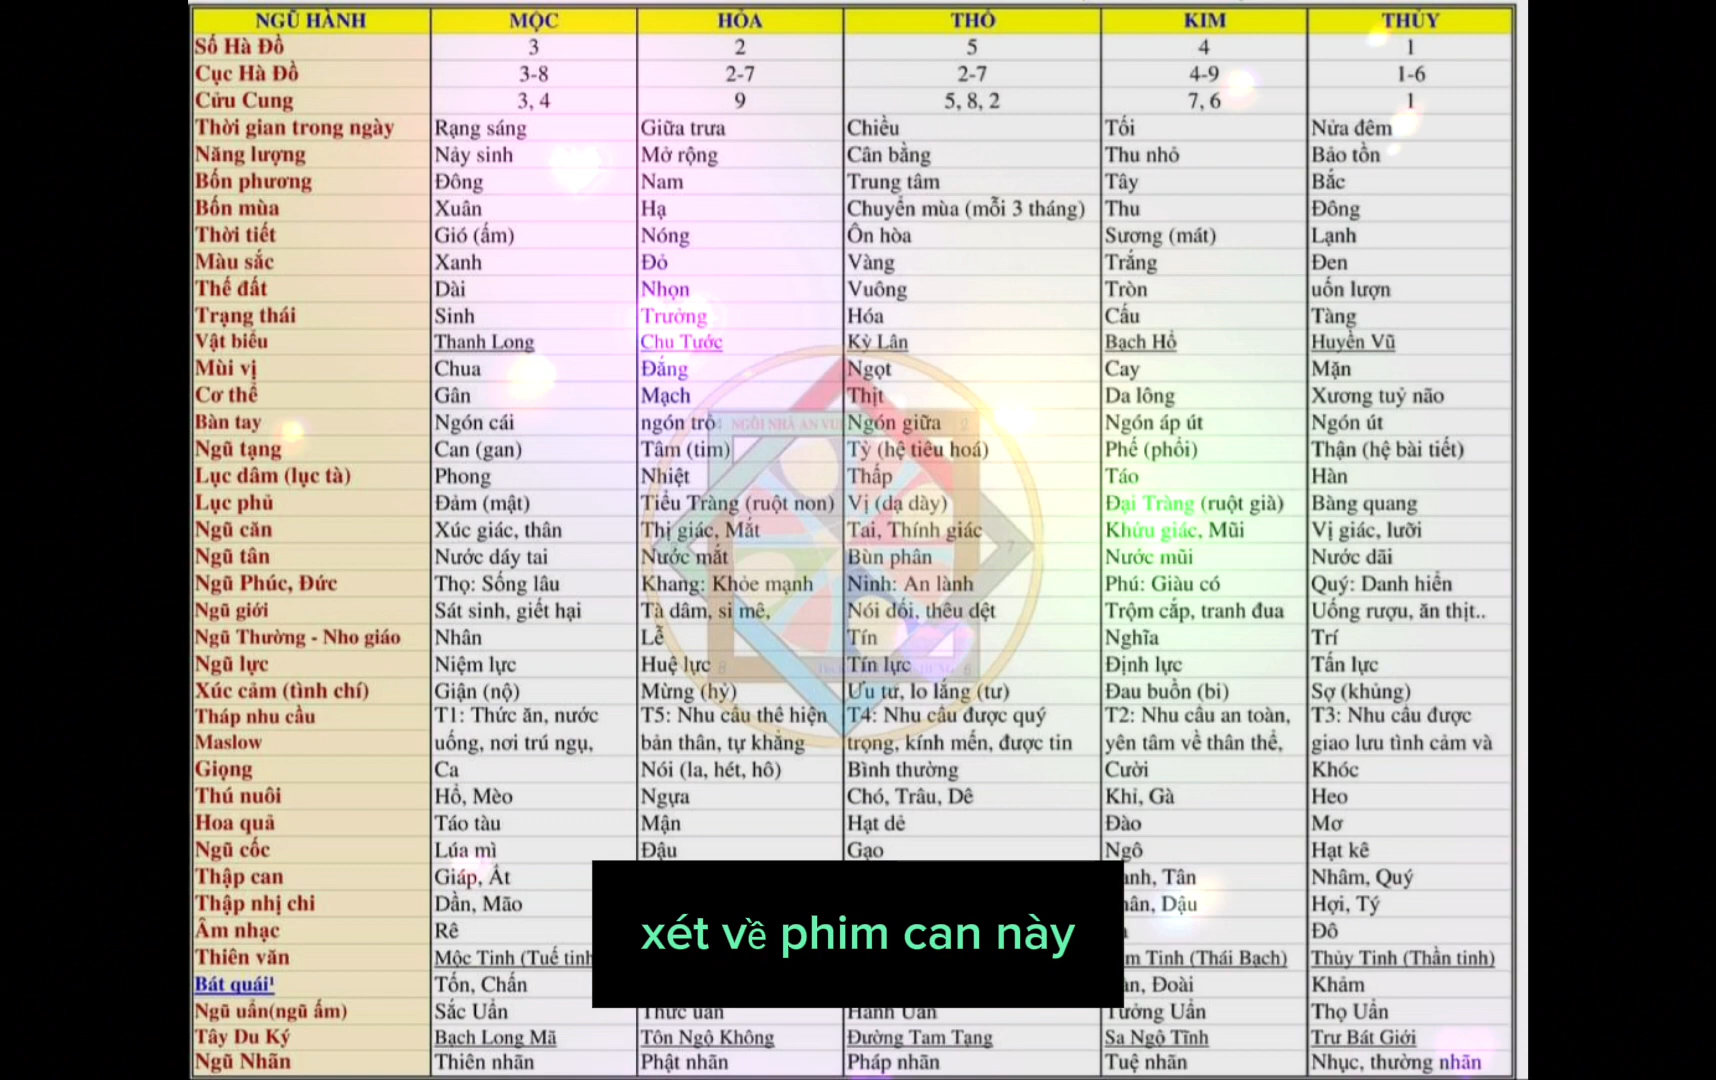 NGŨ HÀNH MỘC HỎA THỔ KIM THỦY
Số Hà Đồ 3 2 5 4 1
Cục Hà Đồ 3-8 2-7 2-7 4-9 1-6
Cửu Cung 3, 4 9 5, 8, 2 7, 6 1
Thời gian trong ngày Rạng sáng Giữa trưa Chiều Tối Nửa đêm
Năng lượng Nảy sinh Mở rộng Cân bằng Thu nhỏ Bảo tồn
Bốn phương Đông Nam Trung tâm Tây Bắc
Bốn mùa Xuân Hạ Chuyển mùa (mỗi 3 tháng) Thu Đông
Thời tiết Gió (ấm) Nóng Ôn hòa Sương (mát) Lạnh
Màu sắc Xanh Đỏ Vàng Trắng Đen
Thế đất Dài Nhọn Vuông Tròn uốn lượn
Trạng thái Sinh Trưởng Hóa Cấu Tàng
Vật biểu Thanh Long Chu Tước Kỳ Lân Bạch Hổ Huyền Vũ
Mùi vị Chua Đắng Ngọt Cay Mặn
Cơ thể Gân Mạch Thịt Da lông Xương tuỷ não
Bàn tay Ngón cái ngón trỏ Ngón giữa Ngón áp út Ngón út
NGÔI NHÀ AN VUI
Ngũ tạng Can (gan) Tâm (tim) Tỳ (hệ tiêu hoá) Phế (phổi) Thận (hệ bài tiết)
Lục dâm (lục tà) Phong Nhiệt Thấp Táo Hàn
Lục phủ Đảm (mật) Tiểu Tràng (ruột non) Vị (dạ dày) Đại Tràng (ruột già) Bàng quang
Ngũ căn Xúc giác, thân Thị giác, Mắt Tai, Thính giác Khứu giác, Mũi Vị giác, lưỡi
Ngũ tân Nước dáy tai Nước mắt Bùn phân Nước mũi Nước dãi
Ngũ Phúc, Đức Thọ: Sống lâu Khang: Khỏe mạnh Ninh: An lành Phú: Giàu có Quý: Danh hiển
Ngũ giới Sát sinh, giết hại Tà dâm, si mê, Nói dối, thêu dệt Trộm cắp, tranh đua Uống rượu, ăn thịt..
Ngũ Thường - Nho giáo Nhân Lễ Tín Nghĩa Trí
Ngũ lực Niệm lực Huệ lực Tín lực Định lực Tấn lực
Xúc cảm (tình chí) Giận (nộ) Mừng (hỷ) Ưu tư, lo lắng (tư) Đau buồn (bi) Sợ (khủng)
Tháp nhu cầu T1: Thức ăn, nước T5: Nhu cầu thể hiện T4: Nhu cầu được quý T2: Nhu cầu an toàn, T3: Nhu cầu được
Maslow uống, nơi trú ngụ, bản thân, tự khẳng trọng, kính mến, được tin yên tâm về thân thể, giao lưu tình cảm và
Giọng Ca Nói (la, hét, hô) Bình thường Cười Khóc
Thú nuôi Hổ, Mèo Ngựa Chó, Trâu, Dê Khỉ, Gà Heo
Hoa quả Táo tàu Mận Hạt dẻ Đào Mơ
Ngũ cốc Lúa mì Đậu Gạo Ngô Hạt kê
Thập can Giáp, Ất anh, Tân Nhâm, Quý
Thập nhị chi Dần, Mão hân, Dậu Hợi, Tý
xét về phim can này
Âm nhạc Rê Đô
Thiên văn Mộc Tinh (Tuế tinh m Tinh (Thái Bạch) Thủy Tinh (Thần tinh)
Bát quái¹ Tốn, Chấn àn, Đoài Khảm
Ngũ uẩn(ngũ ấm) Sắc Uẩn Thức uẩn Hành Uẩn Tưởng Uẩn Thọ Uẩn
Tây Du Ký Bạch Long Mã Tôn Ngộ Không Đường Tam Tạng Sa Ngộ Tĩnh Trư Bát Giới
Ngũ Nhãn Thiên nhãn Phật nhãn Pháp nhãn Tuệ nhãn Nhục, thường nhãn